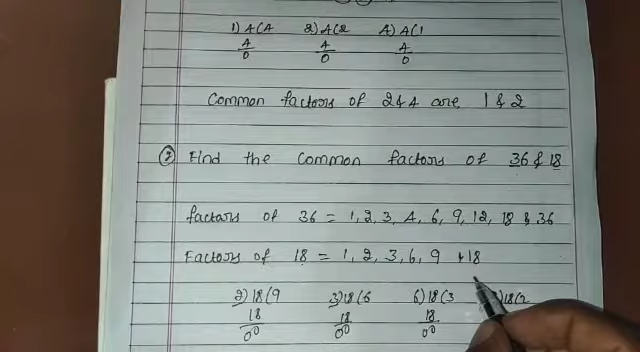 1) 4(4 2) 4(2 4) 4(1
4 4 4
0 0 0
Common factors of 2 & 4 are 1 & 2
3 Find the common factors of 36 & 18
factors of 36 = 1, 2, 3, 4, 6, 9, 12, 18 & 36
Factors of 18 = 1, 2, 3, 6, 9 & 18
2) 18(9 3) 18(6 6) 18(3 )18(2
18 18 18
00 00 00